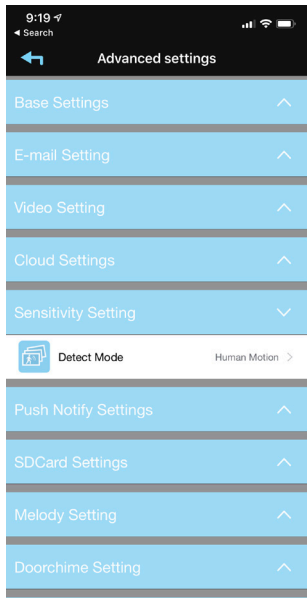 9:19
Search
Advanced settings
Base Settings
E-mail Setting
Video Setting
Cloud Settings
Sensitivity Setting
Detect Mode Human Motion
Push Notify Settings
SDCard Settings
Melody Setting
Doorchime Setting